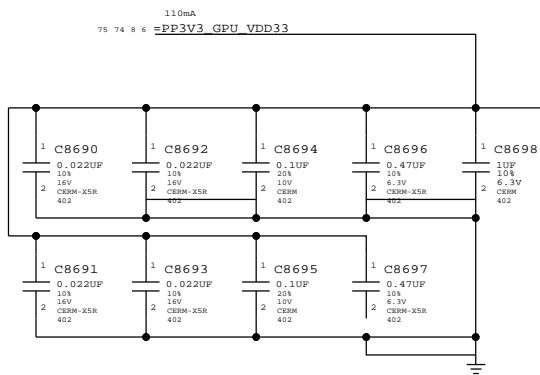 110mA
75 74 8 6 =PP3V3_GPU_VDD33
1 C8690
0.022UF
10%
16V
2 CERM-X5R
402
1 C8692
0.022UF
10%
16V
2 CERM-X5R
402
1 C8694
0.1UF
20%
10V
2 CERM
402
1 C8696
0.47UF
10%
6.3V
2 CERM-X5R
402
1 C8698
1UF
10%
6.3V
2 CERM
402
1 C8691
0.022UF
10%
16V
2 CERM-X5R
402
1 C8693
0.022UF
10%
16V
2 CERM-X5R
402
1 C8695
0.1UF
20%
10V
2 CERM
402
1 C8697
0.47UF
10%
6.3V
2 CERM-X5R
402